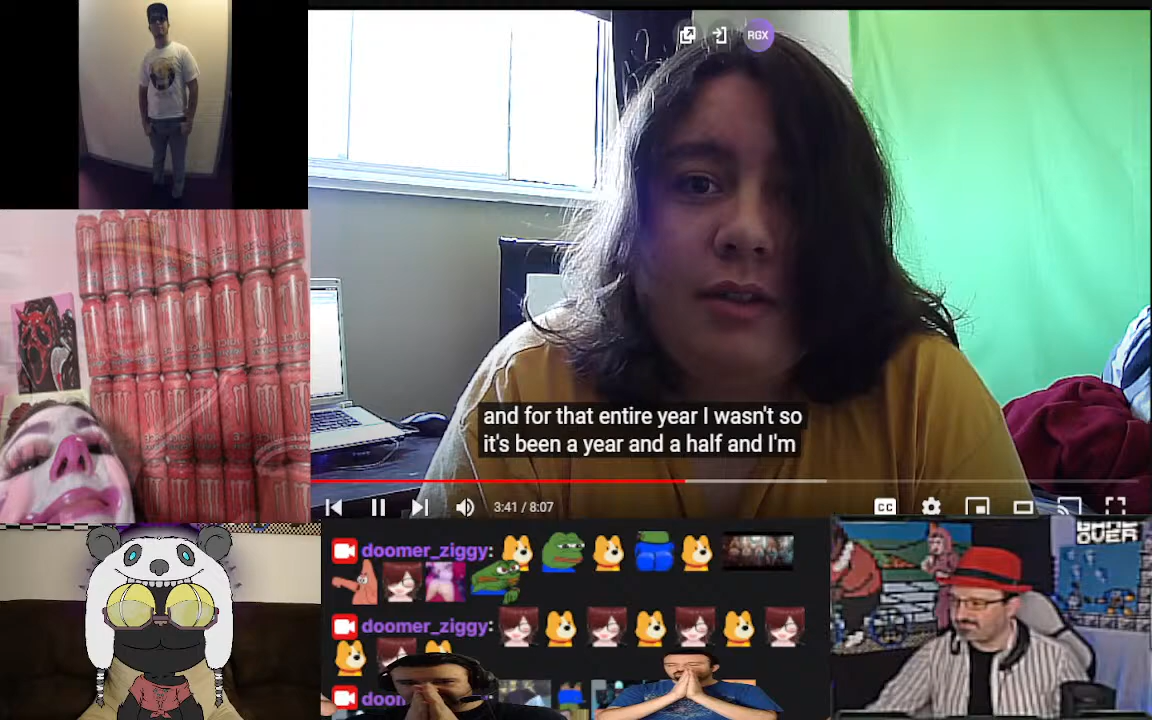 RGX
and for that entire year I wasn't so
it's been a year and a half and I'm
3:41 / 8:07
CC
GAME
OVER
doomer_ziggy:
doomer_ziggy:
doom